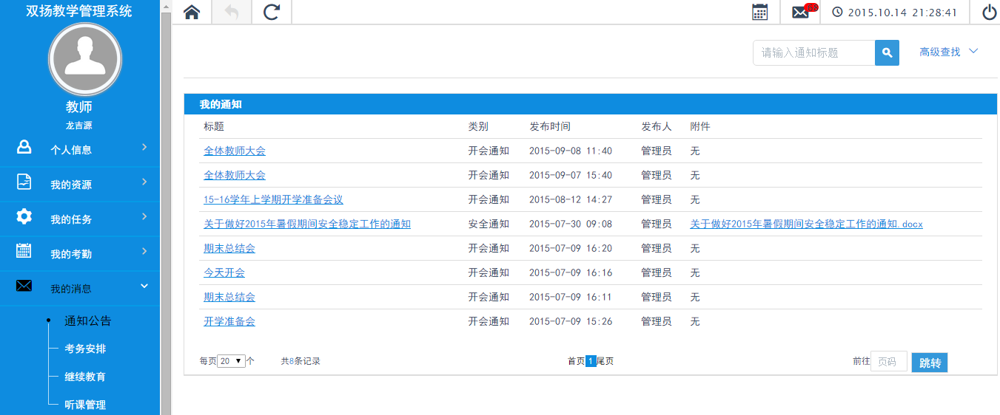 双扬教学管理系统
教师
龙吉源
个人信息
我的资源
我的任务
我的考勤
我的消息
通知公告
考务安排
继续教育
听课管理
2015.10.14 21:28:41
请输入通知标题
高级查找
我的通知
标题 类别 发布时间 发布人 附件
全体教师大会 开会通知 2015-09-08 11:40 管理员 无
全体教师大会 开会通知 2015-09-07 15:40 管理员 无
15-16学年上学期开学准备会议 开会通知 2015-08-12 14:27 管理员 无
关于做好2015年暑假期间安全稳定工作的通知 安全通知 2015-07-30 09:08 管理员 关于做好2015年暑假期间安全稳定工作的通知.docx
期末总结会 开会通知 2015-07-09 16:20 管理员 无
今天开会 开会通知 2015-07-09 16:16 管理员 无
期末总结会 开会通知 2015-07-09 16:11 管理员 无
开学准备会 开会通知 2015-07-09 15:26 管理员 无
每页 20 个 共8条记录 首页 1 尾页 前往 页码 跳转